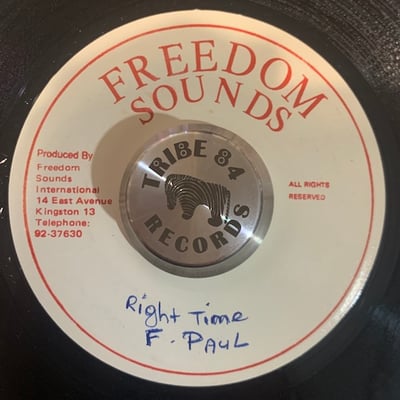 FREEDOM
SOUNDS
Produced By
Freedom
Sounds
International
14 East Avenue
Kingston 13
Talephone:
92-37630
TRIBE 84
RECORDS
ALL RIGHTS
RESERVED
Right Time
F. PAUL